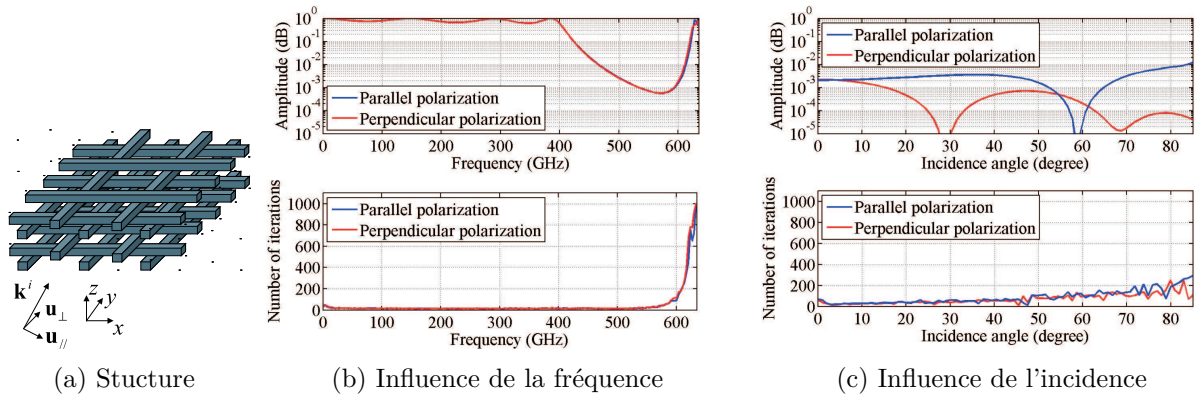 k^i
u_⊥
u_//
z
y
x
(a) Stucture
Amplitude (dB)
10^0
10^-1
10^-2
10^-3
10^-4
10^-5
Parallel polarization
Perpendicular polarization
0 100 200 300 400 500 600
Frequency (GHz)
Number of iterations
1000
800
600
400
200
0
Parallel polarization
Perpendicular polarization
0 100 200 300 400 500 600
Frequency (GHz)
(b) Influence de la fréquence
Amplitude (dB)
10^0
10^-1
10^-2
10^-3
10^-4
10^-5
Parallel polarization
Perpendicular polarization
0 10 20 30 40 50 60 70 80
Incidence angle (degree)
Number of iterations
1000
800
600
400
200
0
Parallel polarization
Perpendicular polarization
0 10 20 30 40 50 60 70 80
Incidence angle (degree)
(c) Influence de l'incidence